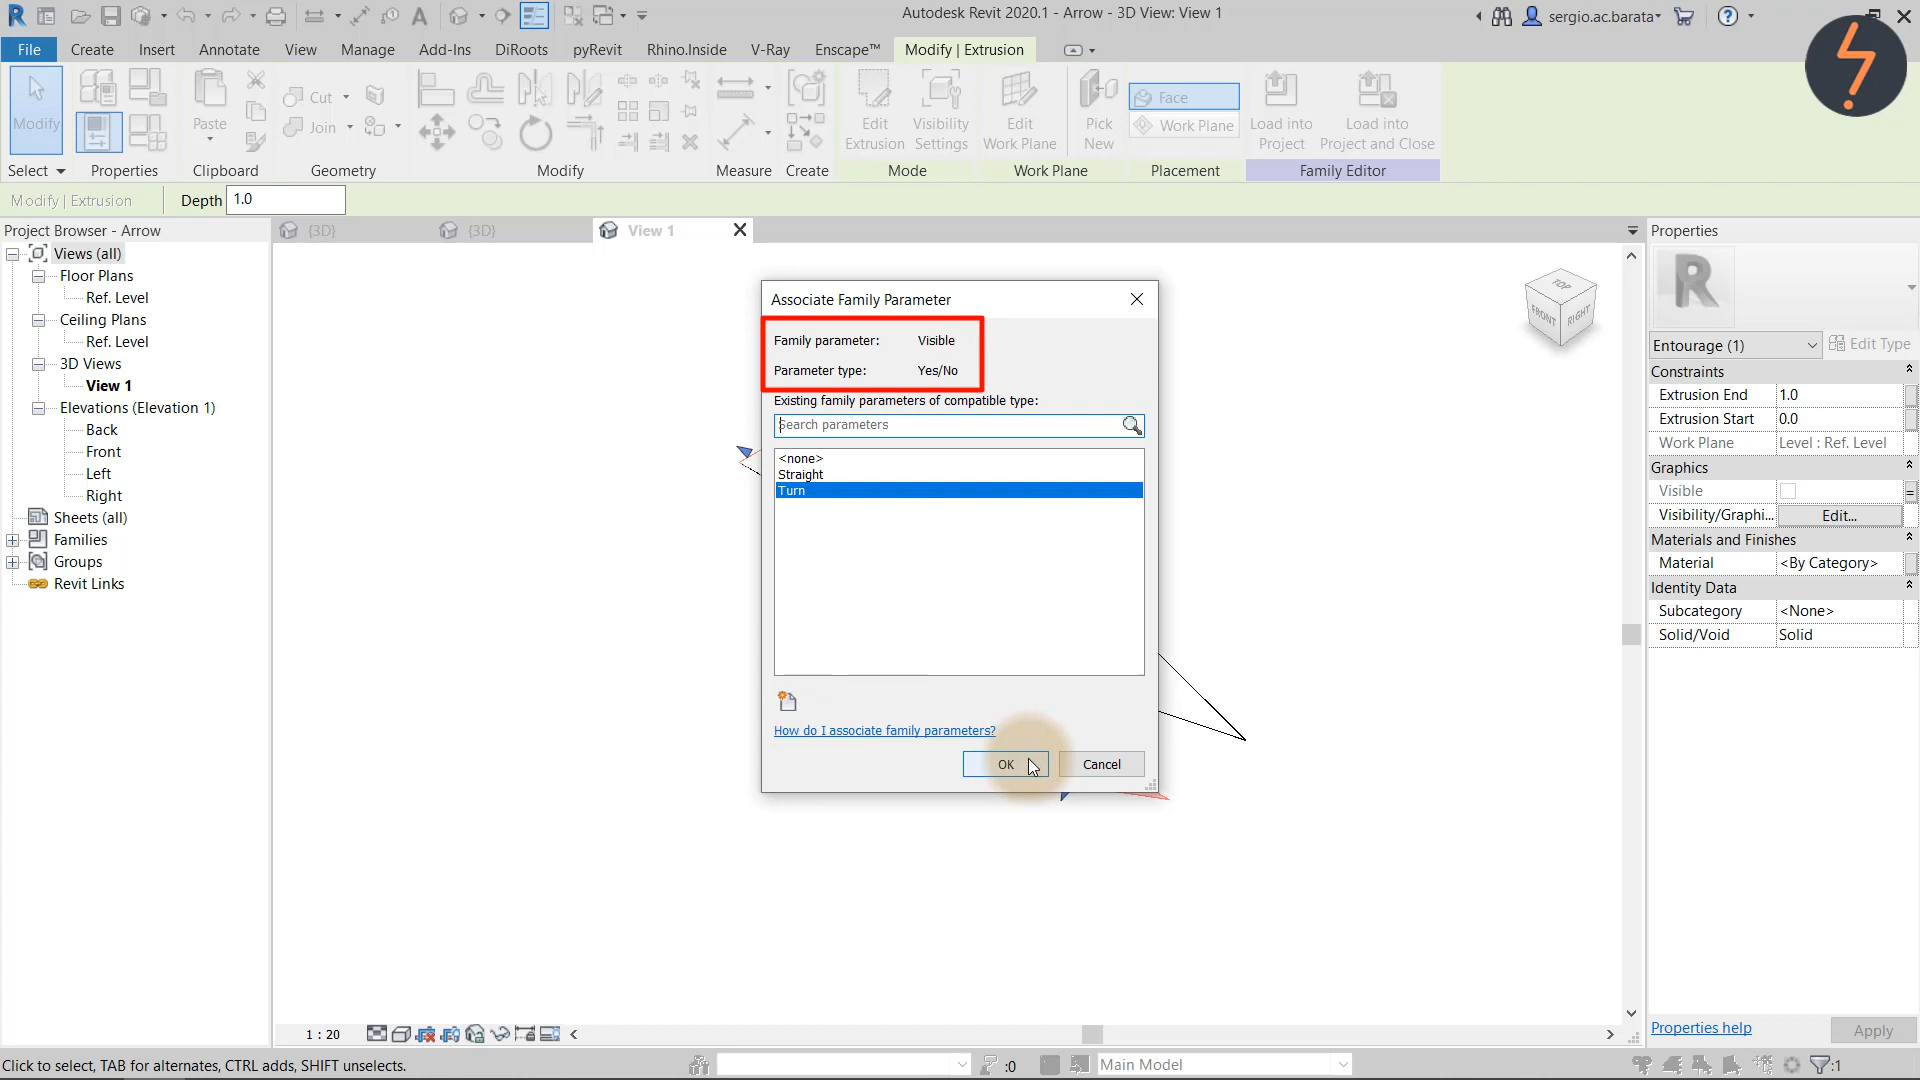 Autodesk Revit 2020.1 - Arrow - 3D View: View 1
sergio.ac.barata
File Create Insert Annotate View Manage Add-Ins DiRoots pyRevit Rhino.Inside V-Ray Enscape™ Modify | Extrusion
Modify
Paste
Cut
Join
Edit Extrusion
Visibility Settings
Edit Work Plane
Pick New
Face
Work Plane
Load into Project
Load into Project and Close
Select Properties Clipboard Geometry Modify Measure Create Mode Work Plane Placement Family Editor
Modify | Extrusion Depth 1.0
Project Browser - Arrow
Views (all)
Floor Plans
Ref. Level
Ceiling Plans
Ref. Level
3D Views
View 1
Elevations (Elevation 1)
Back
Front
Left
Right
Sheets (all)
Families
Groups
Revit Links
{3D} {3D} View 1
TOP
FRONT RIGHT
Associate Family Parameter
Family parameter: Visible
Parameter type: Yes/No
Existing family parameters of compatible type:
Search parameters
<none>
Straight
Turn
How do I associate family parameters?
OK Cancel
Properties
R
Entourage (1) Edit Type
Constraints
Extrusion End 1.0
Extrusion Start 0.0
Work Plane Level : Ref. Level
Graphics
Visible
Visibility/Graphi... Edit...
Materials and Finishes
Material <By Category>
Identity Data
Subcategory <None>
Solid/Void Solid
Properties help Apply
1 : 20
Click to select, TAB for alternates, CTRL adds, SHIFT unselects.
:0
Main Model
:1